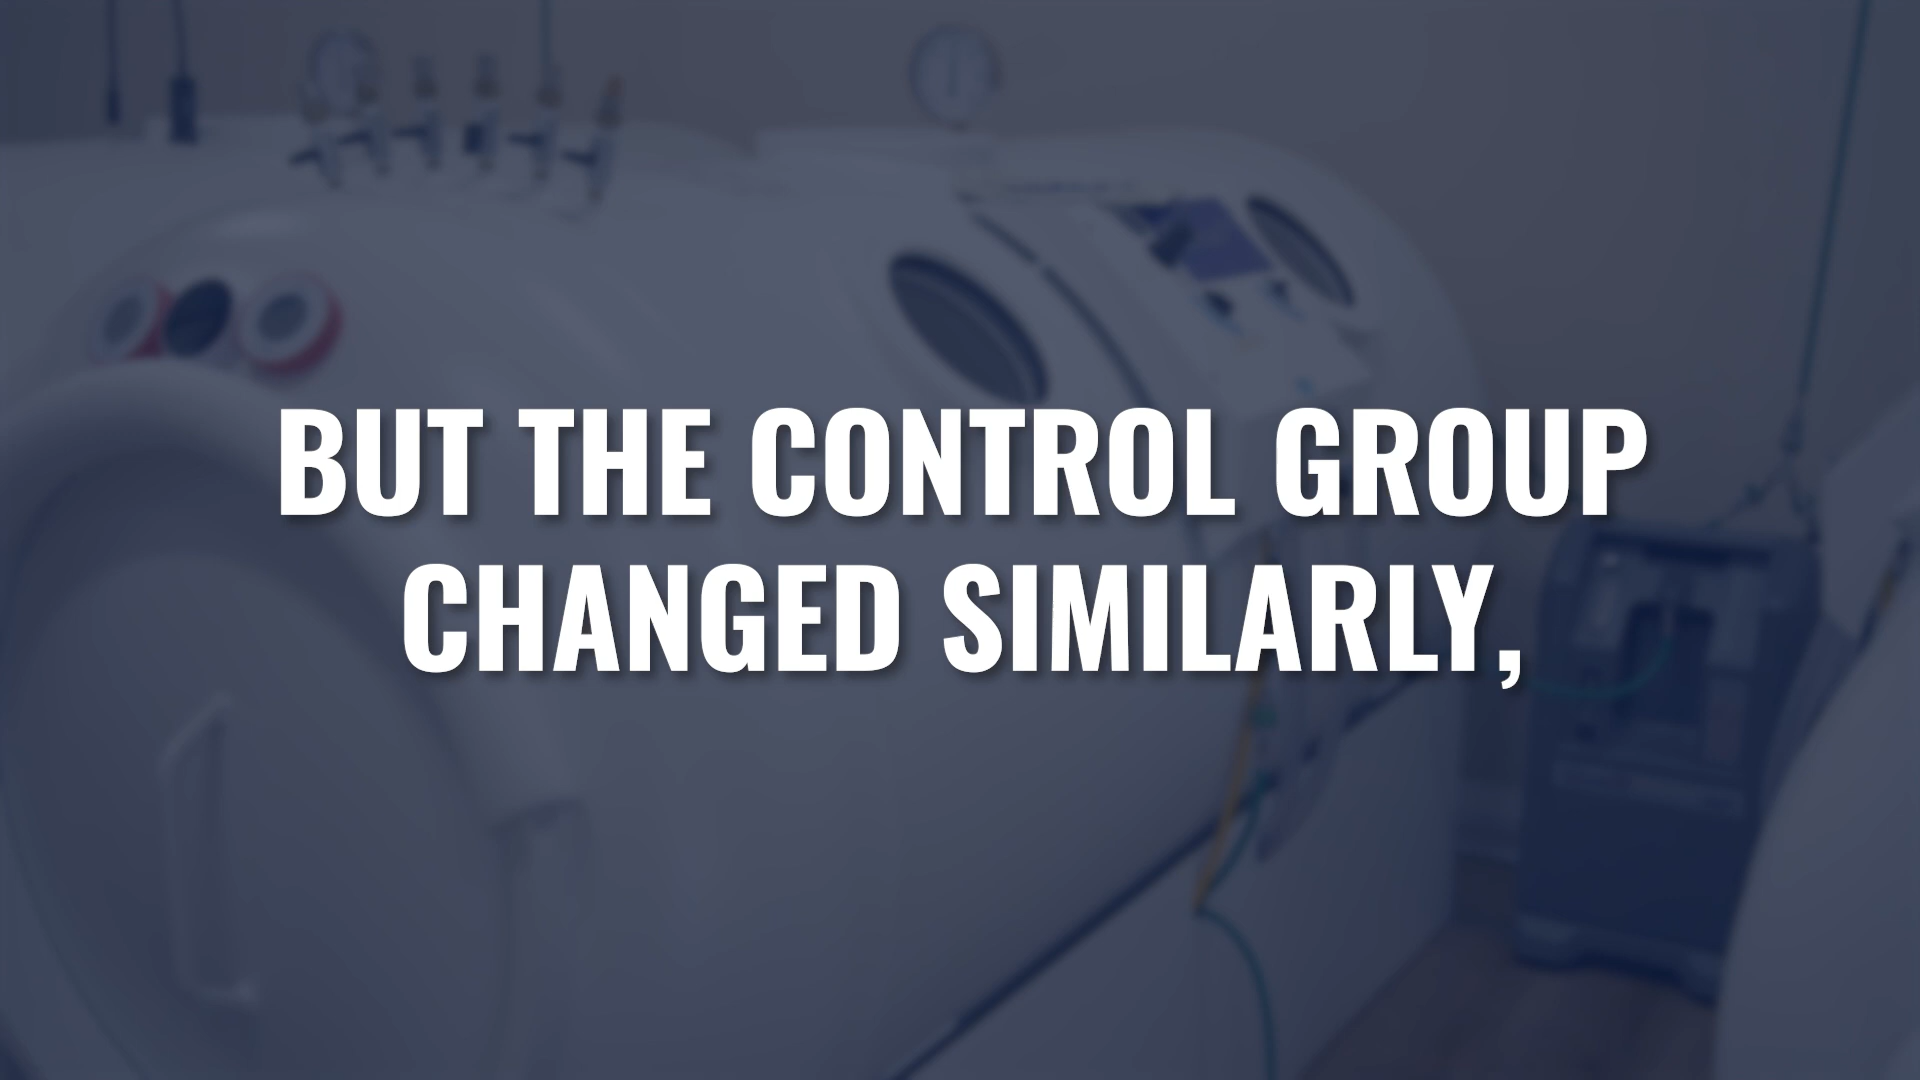 BUT THE CONTROL GROUP
CHANGED SIMILARLY,